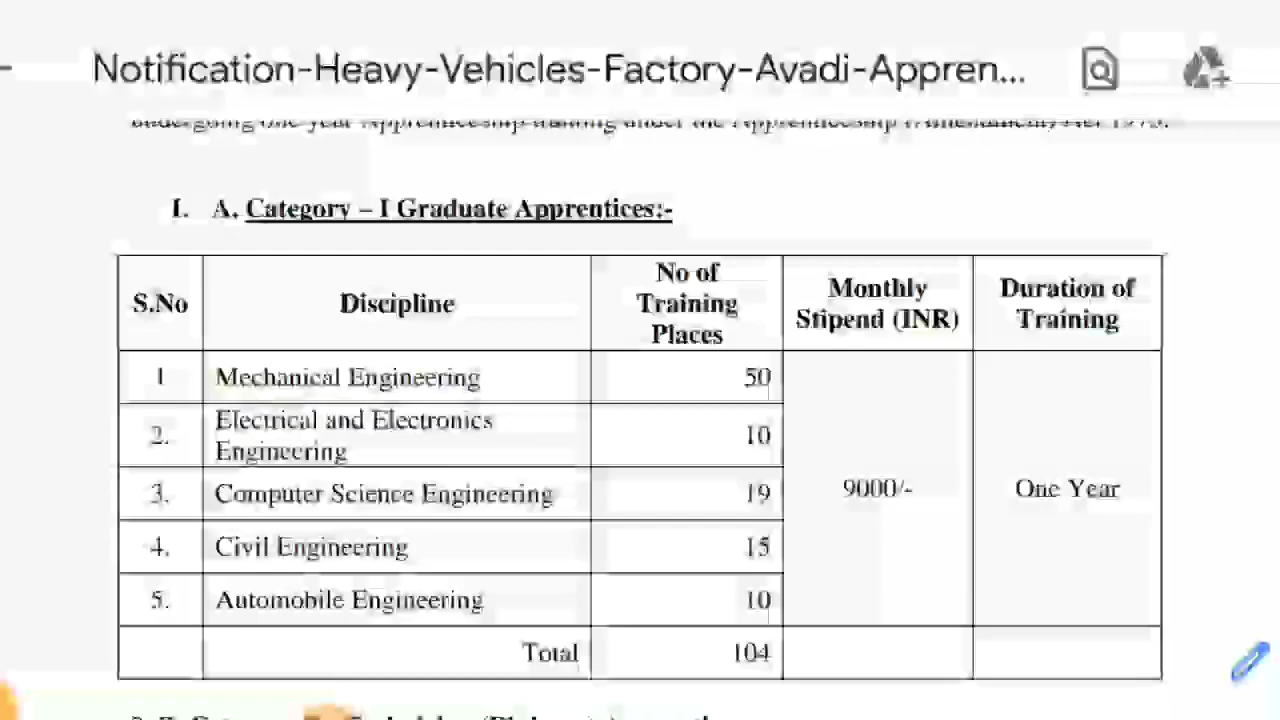 Notification-Heavy-Vehicles-Factory-Avadi-Appren...
I. A. Category – I Graduate Apprentices:-
S.No Discipline No of Training Places Monthly Stipend (INR) Duration of Training
1 Mechanical Engineering 50
2. Electrical and Electronics Engineering 10
3. Computer Science Engineering 19
4. Civil Engineering 15
5. Automobile Engineering 10
9000/- One Year
Total 104